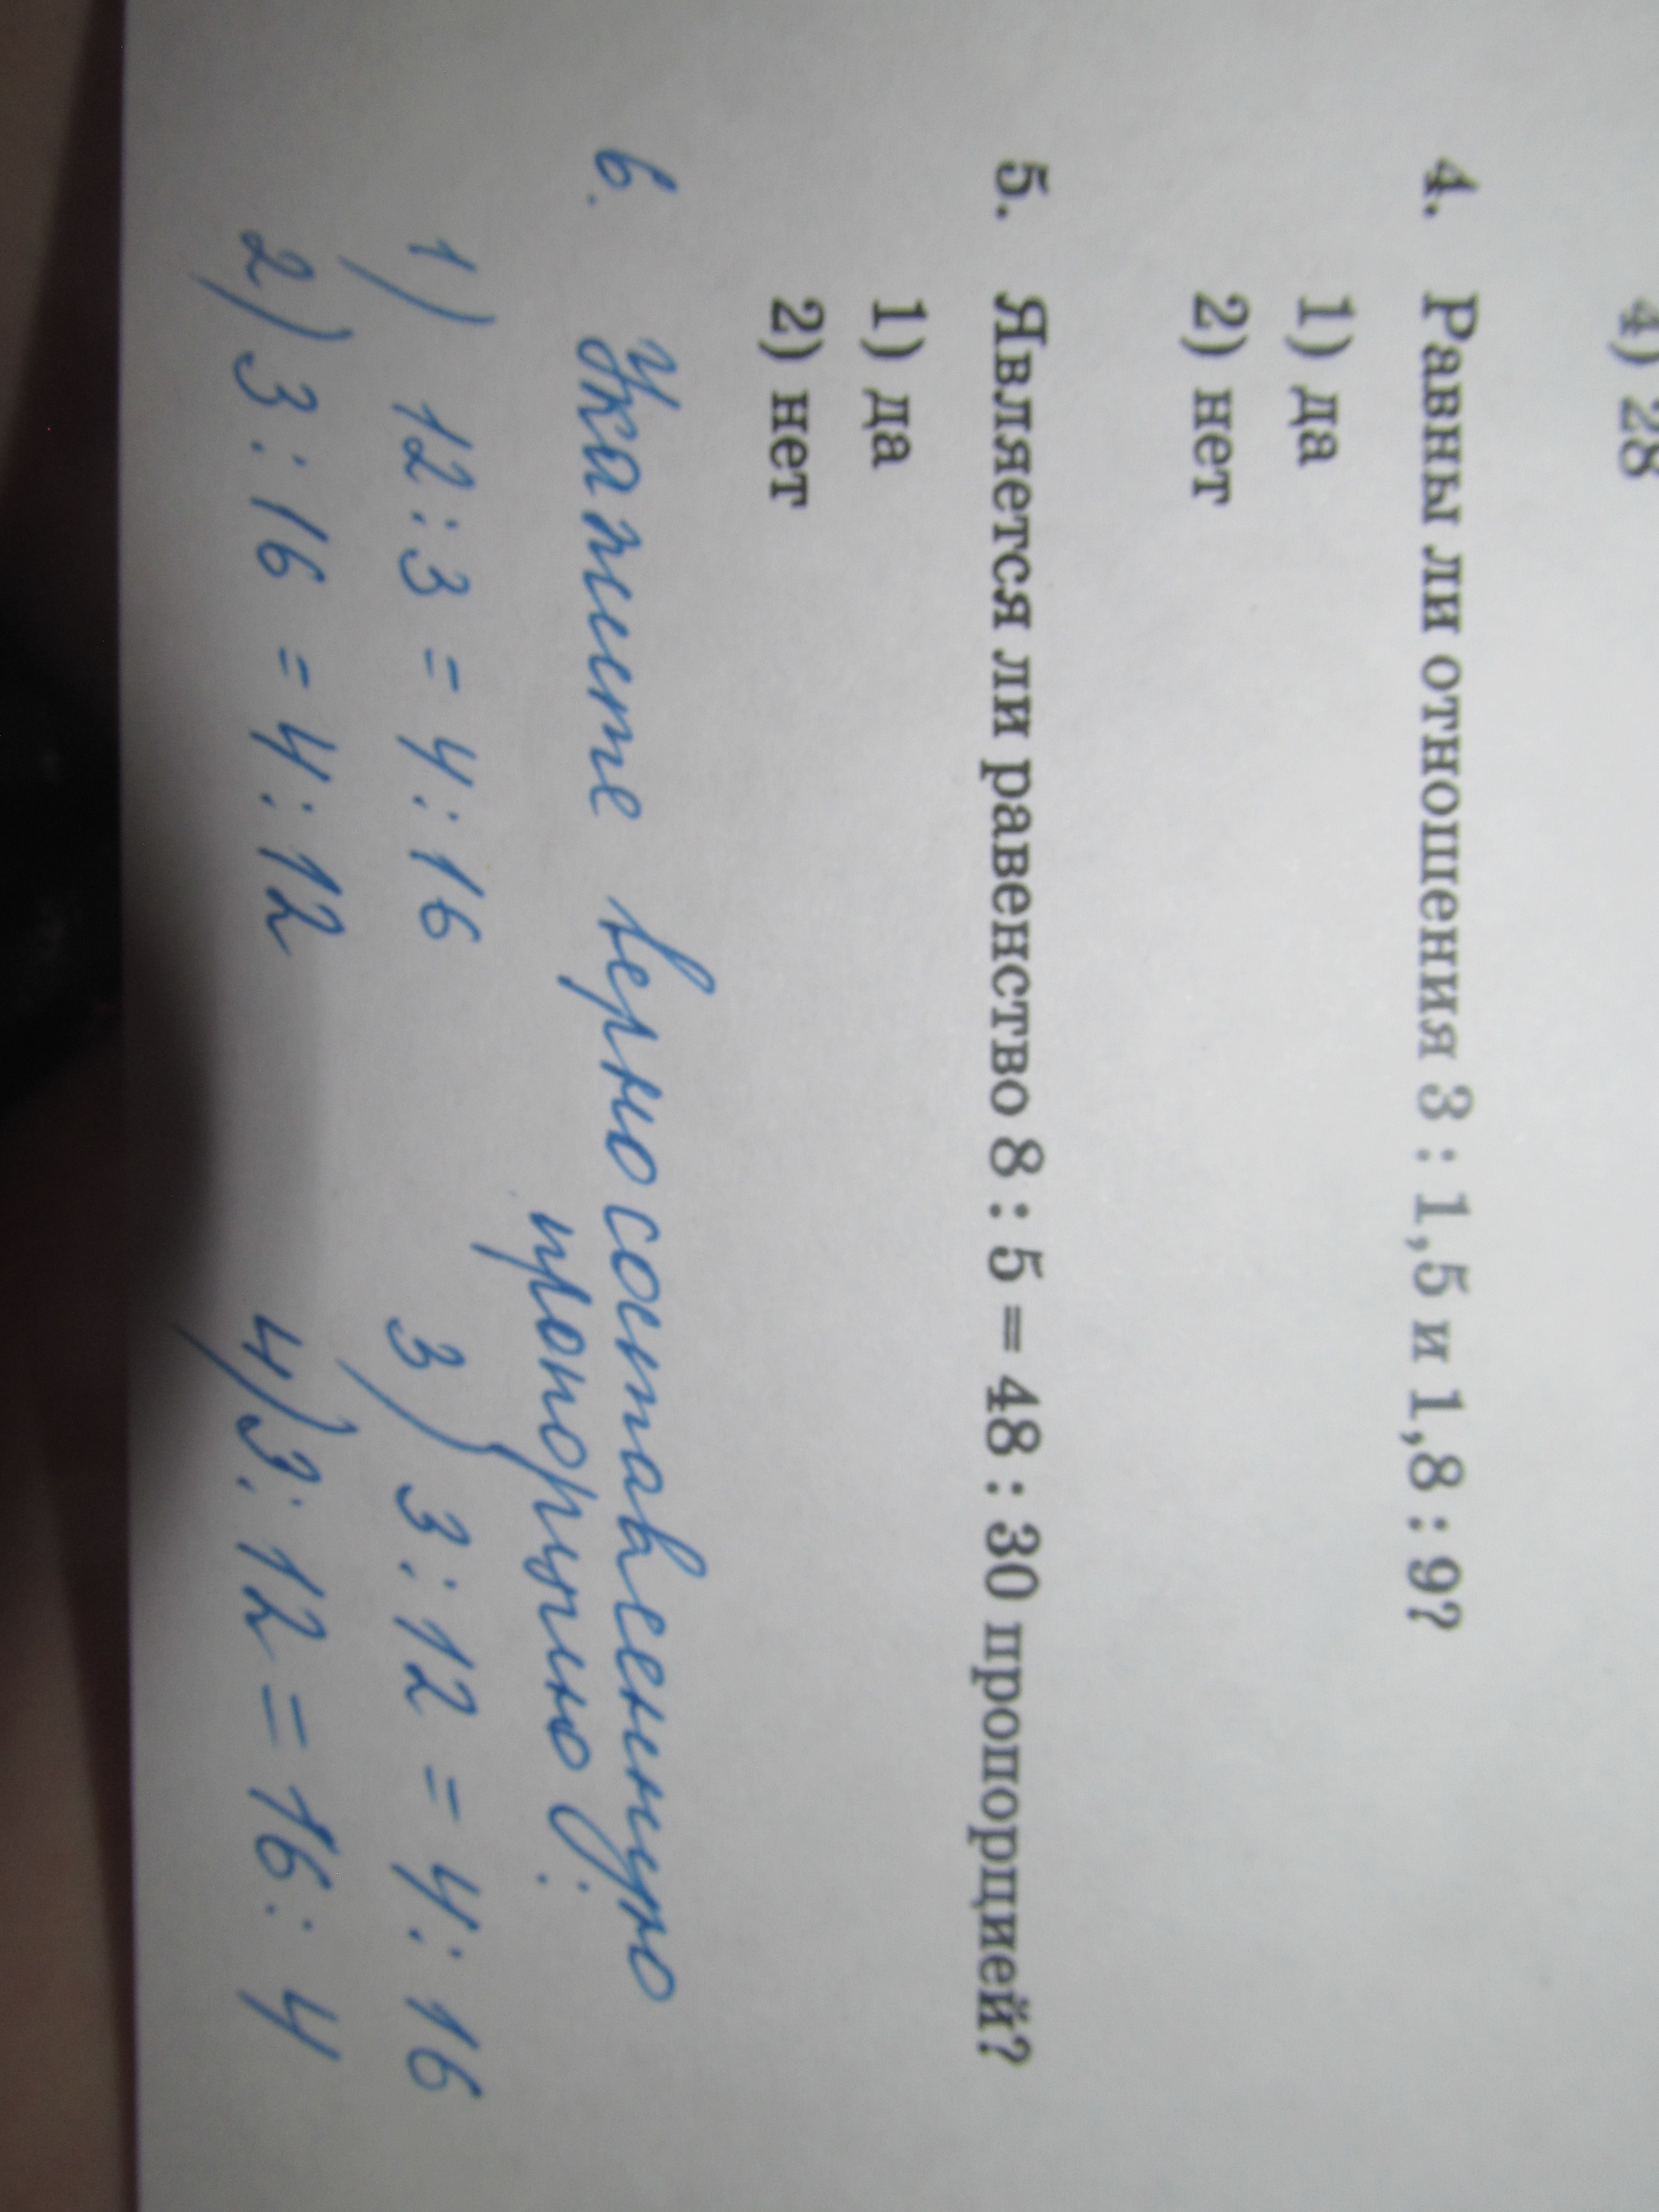 4) 28
4. Равны ли отношения 3 : 1,5 и 1,8 : 9?
1) да
2) нет
5. Является ли равенство 8 : 5 = 48 : 30 пропорцией?
1) да
2) нет
6. Укажите верно составленную
пропорцию:
1) 12 : 3 = 4 : 16 3) 3 : 12 = 4 : 16
2) 3 : 16 = 4 : 12 4) 3 : 12 = 16 : 4